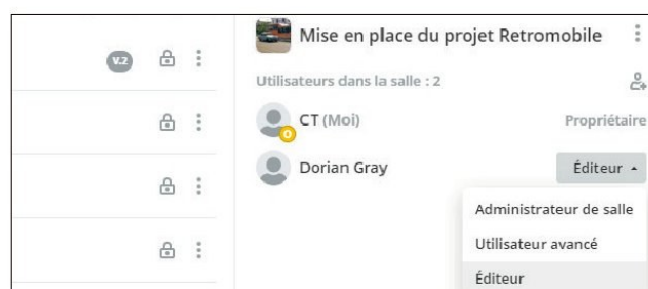 V.2
Mise en place du projet Retromobile
Utilisateurs dans la salle : 2
CT (Moi)
Propriétaire
Dorian Gray
Éditeur
Administrateur de salle
Utilisateur avancé
Éditeur